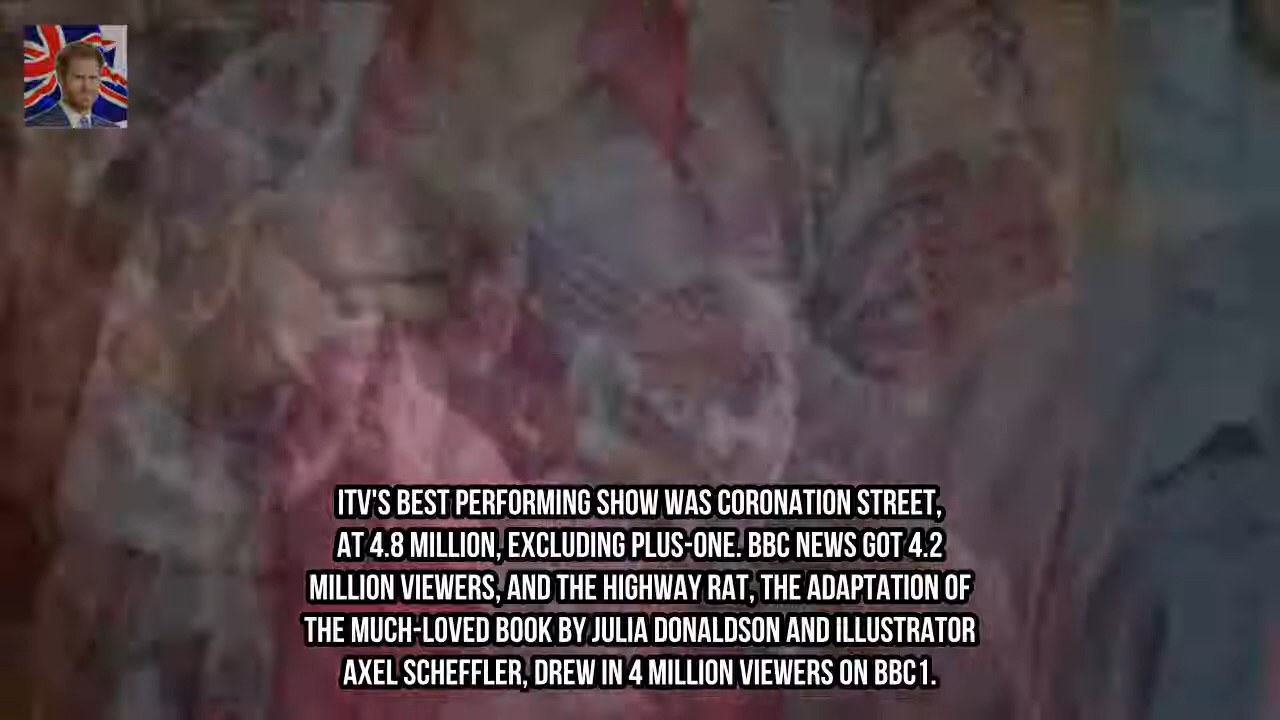 ITV'S BEST PERFORMING SHOW WAS CORONATION STREET,
AT 4.8 MILLION, EXCLUDING PLUS-ONE. BBC NEWS GOT 4.2
MILLION VIEWERS, AND THE HIGHWAY RAT, THE ADAPTATION OF
THE MUCH-LOVED BOOK BY JULIA DONALDSON AND ILLUSTRATOR
AXEL SCHEFFLER, DREW IN 4 MILLION VIEWERS ON BBC1.